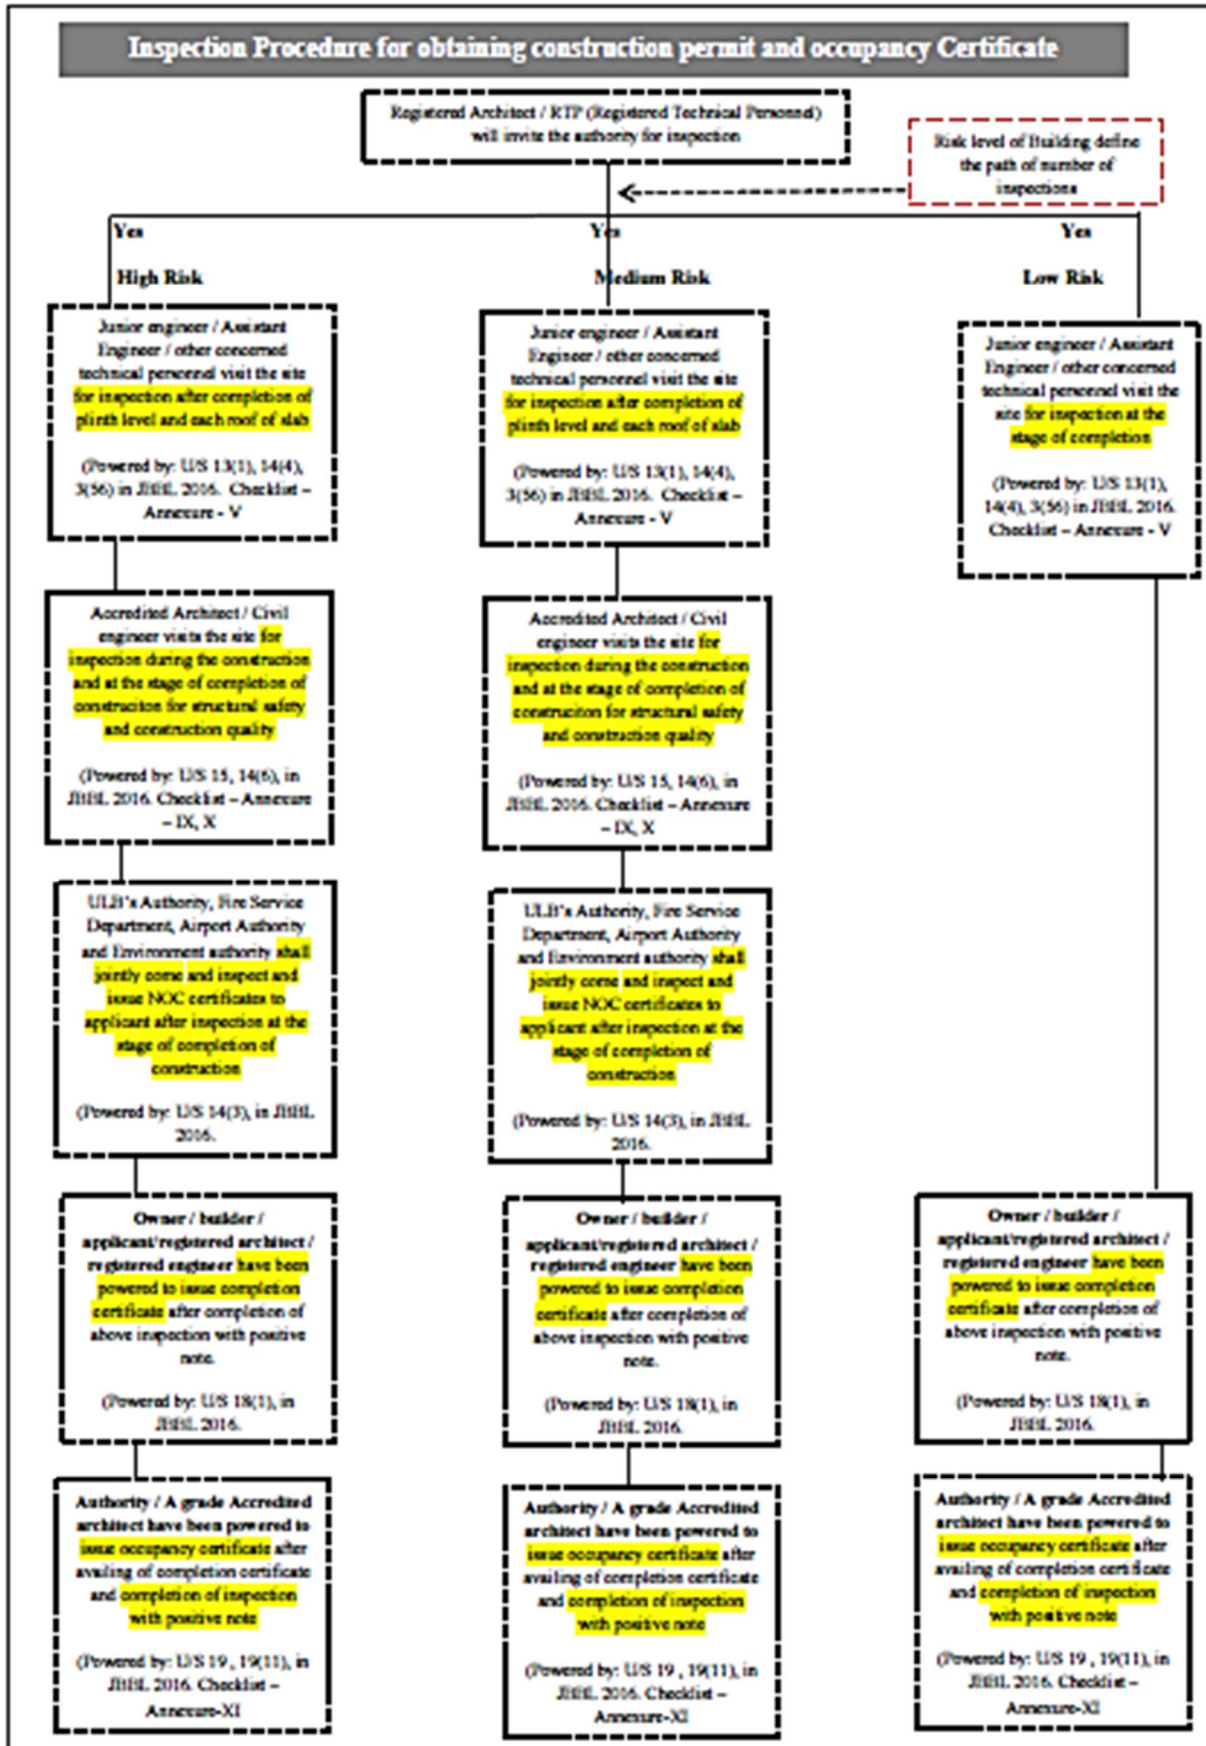 Inspection Procedure for obtaining construction permit and occupancy Certificate
Registered Architect / RTP (Registered Technical Personnel)
will invite the authority for inspection
Risk level of Building define
the path of number of
inspections
Yes
Yes
Yes
High Risk
Medium Risk
Low Risk
Junior engineer / Assistant
Engineer / other concerned
technical personnel visit the site
for inspection after completion of
plinth level and each roof of slab
(Powered by: U/S 13(1), 14(4),
3(56) in JBBL 2016. Checklist –
Annexure - V
Accredited Architect / Civil
engineer visits the site for
inspection during the construction
and at the stage of completion of
construciton for structural safety
and construction quality
(Powered by: U/S 15, 14(6), in
JBBL 2016. Checklist – Annexure
– IX, X
ULB's Authority, Fire Service
Department, Airport Authority
and Environment authority shall
jointly come and inspect and
issue NOC certificates to
applicant after inspection at the
stage of completion of
construction
(Powered by: U/S 14(3), in JBBL
2016.
Owner / builder /
applicant/registered architect /
registered engineer have been
powered to issue completion
certificate after completion of
above inspection with positive
note.
(Powered by: U/S 18(1), in
JBBL 2016.
Authority / A grade Accredited
architect have been powered to
issue occupancy certificate after
availing of completion certificate
and completion of inspection
with positive note
(Powered by: U/S 19 , 19(11), in
JBBL 2016. Checklist –
Annexure-XI
Junior engineer / Assistant
Engineer / other concerned
technical personnel visit the site
for inspection after completion of
plinth level and each roof of slab
(Powered by: U/S 13(1), 14(4),
3(56) in JBBL 2016. Checklist –
Annexure - V
Accredited Architect / Civil
engineer visits the site for
inspection during the construction
and at the stage of completion of
construciton for structural safety
and construction quality
(Powered by: U/S 15, 14(6), in
JBBL 2016. Checklist – Annexure
– IX, X
ULB's Authority, Fire Service
Department, Airport Authority
and Environment authority shall
jointly come and inspect and
issue NOC certificates to
applicant after inspection at the
stage of completion of
construction
(Powered by: U/S 14(3), in JBBL
2016.
Owner / builder /
applicant/registered architect /
registered engineer have been
powered to issue completion
certificate after completion of
above inspection with positive
note.
(Powered by: U/S 18(1), in
JBBL 2016.
Authority / A grade Accredited
architect have been powered to
issue occupancy certificate after
availing of completion certificate
and completion of inspection
with positive note
(Powered by: U/S 19 , 19(11), in
JBBL 2016. Checklist –
Annexure-XI
Junior engineer / Assistant
Engineer / other concerned
technical personnel visit the
site for inspection at the
stage of completion
(Powered by: U/S 13(1),
14(4), 3(56) in JBBL 2016.
Checklist – Annexure - V
Owner / builder /
applicant/registered architect /
registered engineer have been
powered to issue completion
certificate after completion of
above inspection with positive
note.
(Powered by: U/S 18(1), in
JBBL 2016.
Authority / A grade Accredited
architect have been powered to
issue occupancy certificate after
availing of completion certificate
and completion of inspection
with positive note
(Powered by: U/S 19 , 19(11), in
JBBL 2016. Checklist –
Annexure-XI